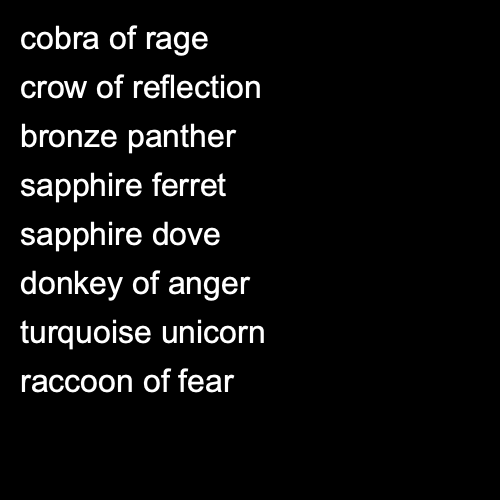 cobra of rage
crow of reflection
bronze panther
sapphire ferret
sapphire dove
donkey of anger
turquoise unicorn
raccoon of fear